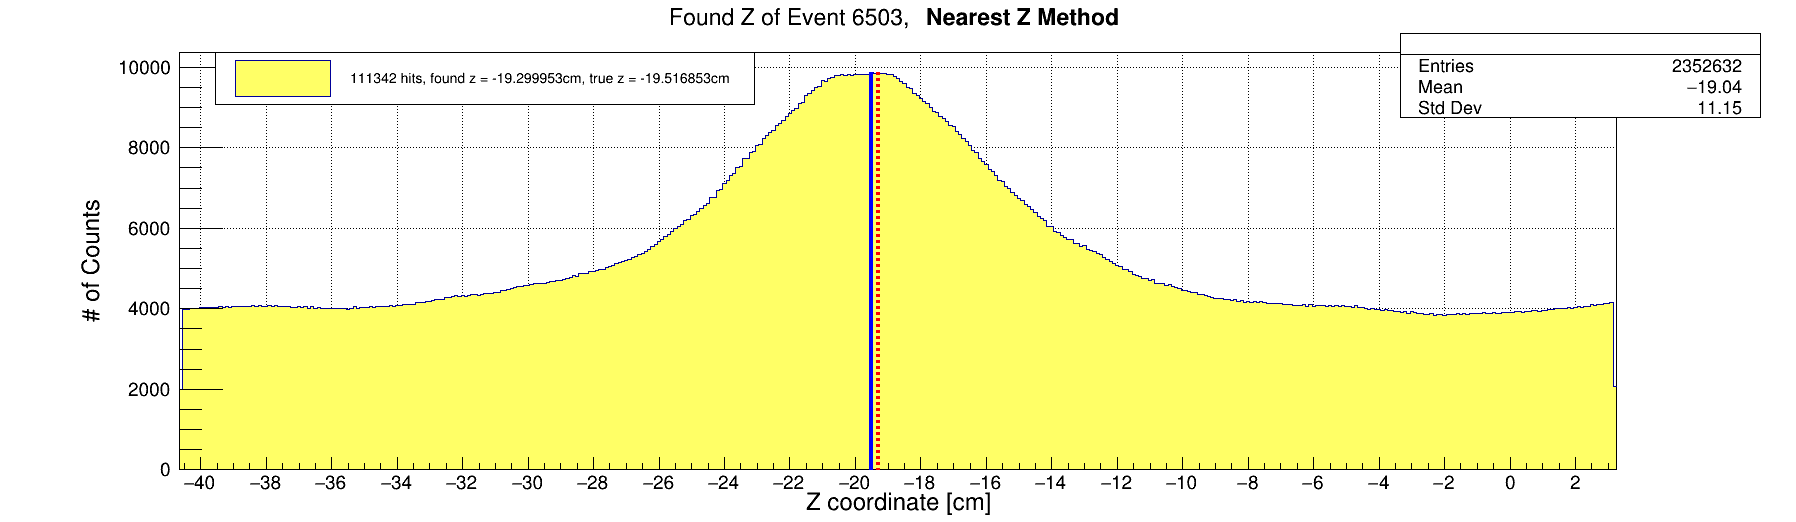 Found Z of Event 6503, Nearest Z Method
111342 hits, found z = -19.299953cm, true z = -19.516853cm
Entries 2352632
Mean −19.04
Std Dev 11.15
10000
8000
6000
4000
2000
0
# of Counts
−40 −38 −36 −34 −32 −30 −28 −26 −24 −22 −20 −18 −16 −14 −12 −10 −8 −6 −4 −2 0 2
Z coordinate [cm]